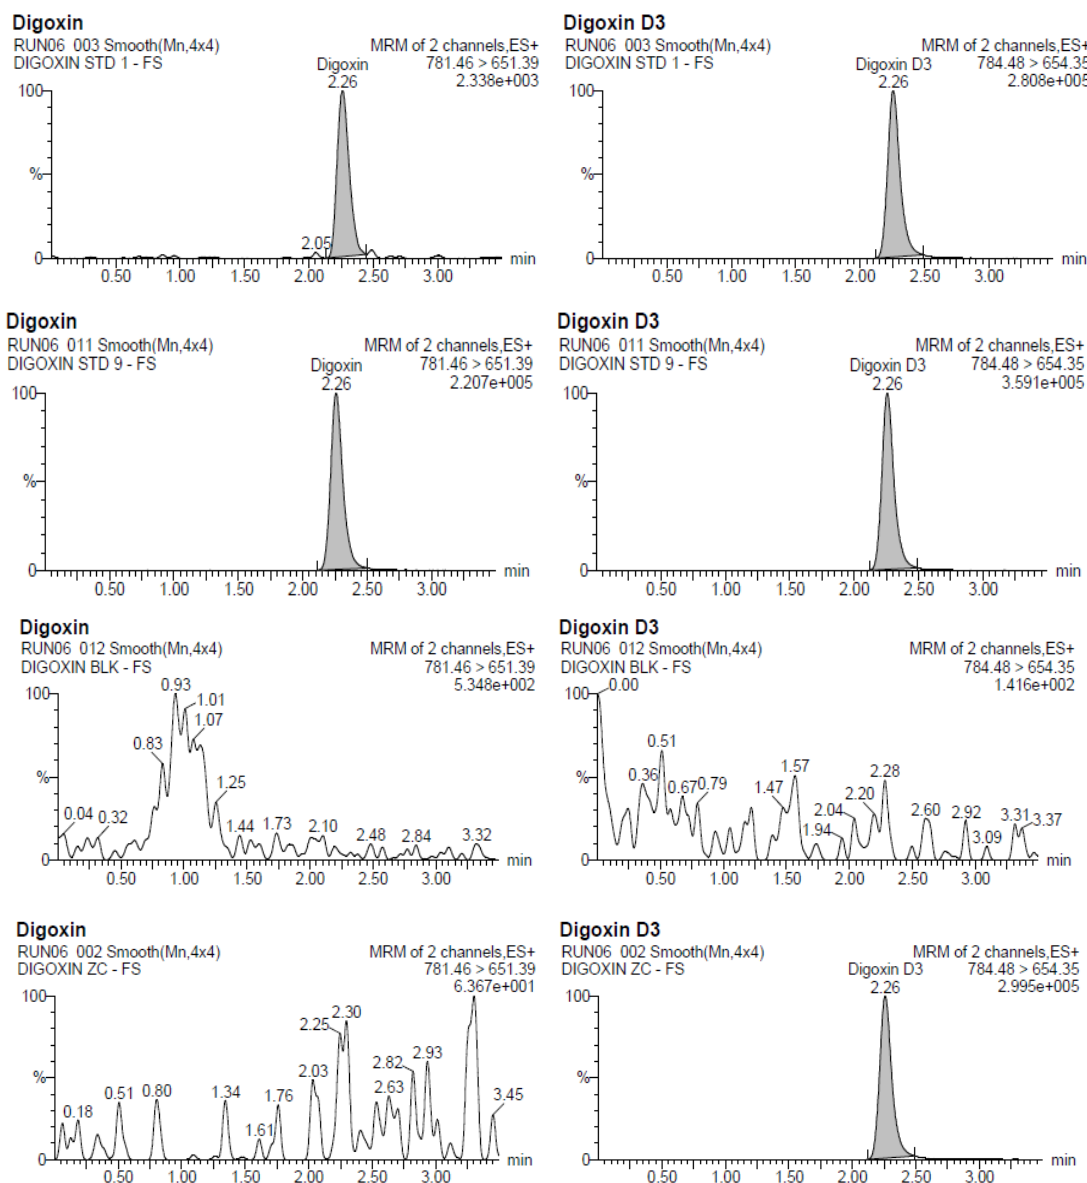 Digoxin
RUN06 003 Smooth(Mn,4x4) MRM of 2 channels,ES+
DIGOXIN STD 1 - FS 781.46 > 651.39
Digoxin 2.338e+003
2.26
100
%
2.05
0
0.50 1.00 1.50 2.00 2.50 3.00 min
Digoxin D3
RUN06 003 Smooth(Mn,4x4) MRM of 2 channels,ES+
DIGOXIN STD 1 - FS 784.48 > 654.35
Digoxin D3 2.808e+005
2.26
100
%
0
0.50 1.00 1.50 2.00 2.50 3.00 min
Digoxin
RUN06 011 Smooth(Mn,4x4) MRM of 2 channels,ES+
DIGOXIN STD 9 - FS 781.46 > 651.39
Digoxin 2.207e+005
2.26
100
%
0
0.50 1.00 1.50 2.00 2.50 3.00 min
Digoxin D3
RUN06 011 Smooth(Mn,4x4) MRM of 2 channels,ES+
DIGOXIN STD 9 - FS 784.48 > 654.35
Digoxin D3 3.591e+005
2.26
100
%
0
0.50 1.00 1.50 2.00 2.50 3.00 min
Digoxin
RUN06 012 Smooth(Mn,4x4) MRM of 2 channels,ES+
DIGOXIN BLK - FS 781.46 > 651.39
5.348e+002
100 0.93
1.01
1.07
0.83
%
1.25
0.04 0.32 1.44 1.73 2.10 2.48 2.84 3.32
0
0.50 1.00 1.50 2.00 2.50 3.00 min
Digoxin D3
RUN06 012 Smooth(Mn,4x4) MRM of 2 channels,ES+
DIGOXIN BLK - FS 784.48 > 654.35
1.416e+002
100 0.00
0.51
0.36 0.67 0.79 1.47 1.57 2.28
%
1.94 2.04 2.20 2.60 2.92 3.09 3.31 3.37
0
0.50 1.00 1.50 2.00 2.50 3.00 min
Digoxin
RUN06 002 Smooth(Mn,4x4) MRM of 2 channels,ES+
DIGOXIN ZC - FS 781.46 > 651.39
6.367e+001
100
2.25 2.30
%
2.03 2.82 2.93
0.18 0.51 0.80 1.34 1.61 1.76 2.63 3.45
0
0.50 1.00 1.50 2.00 2.50 3.00 min
Digoxin D3
RUN06 002 Smooth(Mn,4x4) MRM of 2 channels,ES+
DIGOXIN ZC - FS 784.48 > 654.35
Digoxin D3 2.995e+005
2.26
100
%
0
0.50 1.00 1.50 2.00 2.50 3.00 min